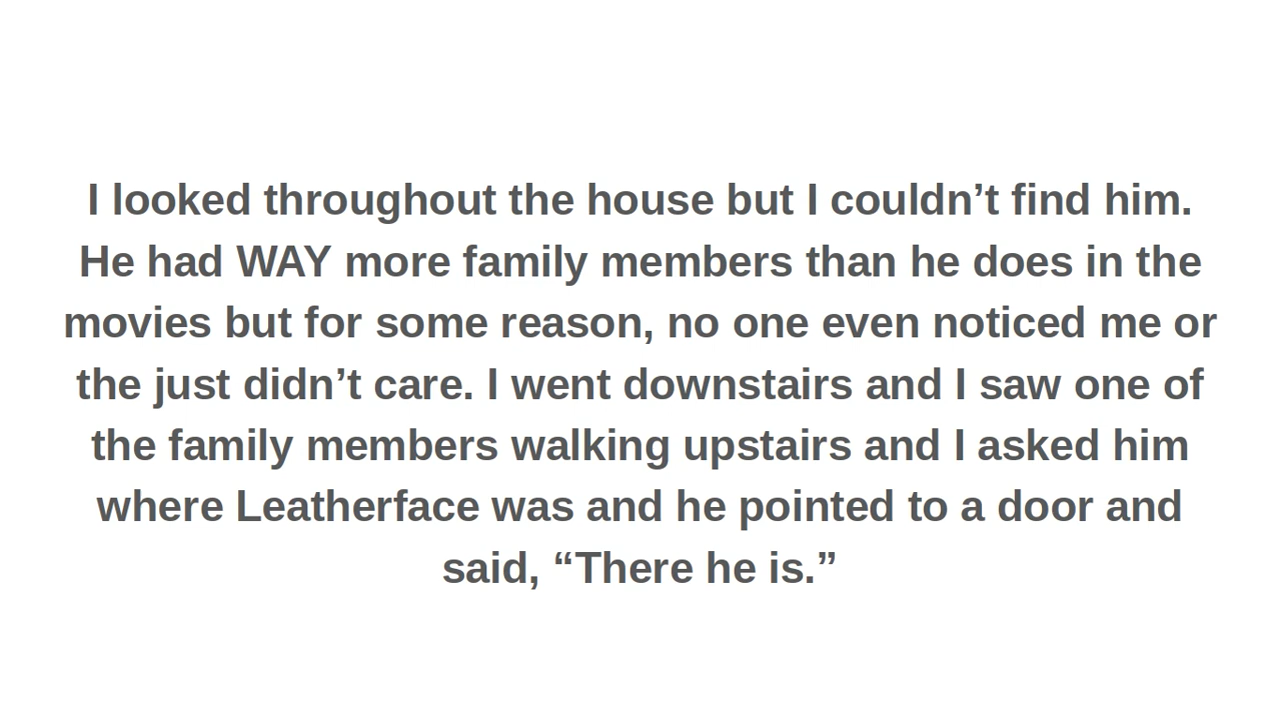 I looked throughout the house but I couldn’t find him.
He had WAY more family members than he does in the
movies but for some reason, no one even noticed me or
the just didn’t care. I went downstairs and I saw one of
the family members walking upstairs and I asked him
where Leatherface was and he pointed to a door and
said, “There he is.”